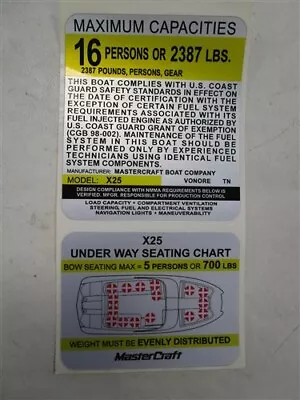 MAXIMUM CAPACITIES
16 PERSONS OR 2387 LBS.
2387 POUNDS, PERSONS, GEAR
THIS BOAT COMPLIES WITH U.S. COAST
GUARD SAFETY STANDARDS IN EFFECT ON
THE DATE OF CERTIFICATION WITH THE
EXCEPTION OF CERTAIN FUEL SYSTEM
REQUIREMENTS ASSOCIATED WITH ITS
FUEL INJECTED ENGINE AS AUTHORIZED BY
U.S. COAST GUARD GRANT OF EXEMPTION
(CGB 98-002). MAINTENANCE OF THE FUEL
SYSTEM IN THIS BOAT SHOULD BE
PERFORMED ONLY BY EXPERIENCED
TECHNICIANS USING IDENTICAL FUEL
SYSTEM COMPONENTS.
MANUFACTURER: MASTERCRAFT BOAT COMPANY
MODEL: X25 VONORE TN
DESIGN COMPLIANCE WITH NMMA REQUIREMENTS BELOW IS
VERIFIED. MFGR. RESPONSIBLE FOR PRODUCTION CONTROL.
LOAD CAPACITY • COMPARTMENT VENTILATION
STEERING, FUEL AND ELECTRICAL SYSTEMS
NAVIGATION LIGHTS • MANEUVERABILITY
X25
UNDER WAY SEATING CHART
BOW SEATING MAX = 5 PERSONS OR 700 LBS
WEIGHT MUST BE EVENLY DISTRIBUTED
MasterCraft